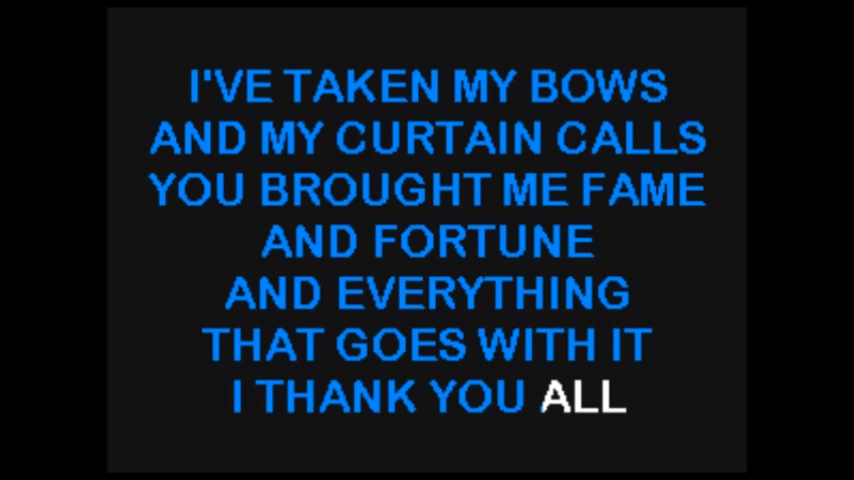 I'VE TAKEN MY BOWS
AND MY CURTAIN CALLS
YOU BROUGHT ME FAME
AND FORTUNE
AND EVERYTHING
THAT GOES WITH IT
I THANK YOU ALL